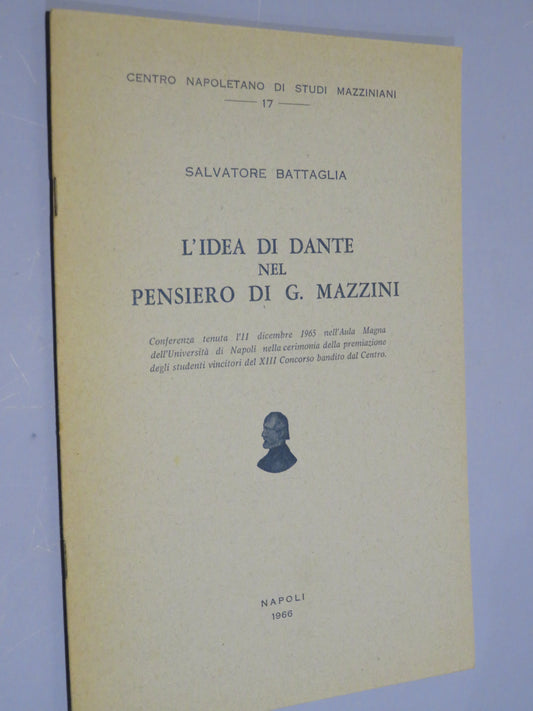 CENTRO NAPOLETANO DI STUDI MAZZINIANI
17
SALVATORE BATTAGLIA
L'IDEA DI DANTE
NEL
PENSIERO DI G. MAZZINI
Conferenza tenuta l'11 dicembre 1965 nell'Aula Magna
dell'Università di Napoli nella cerimonia della premiazione
degli studenti vincitori del XIII Concorso bandito dal Centro.
NAPOLI
1966